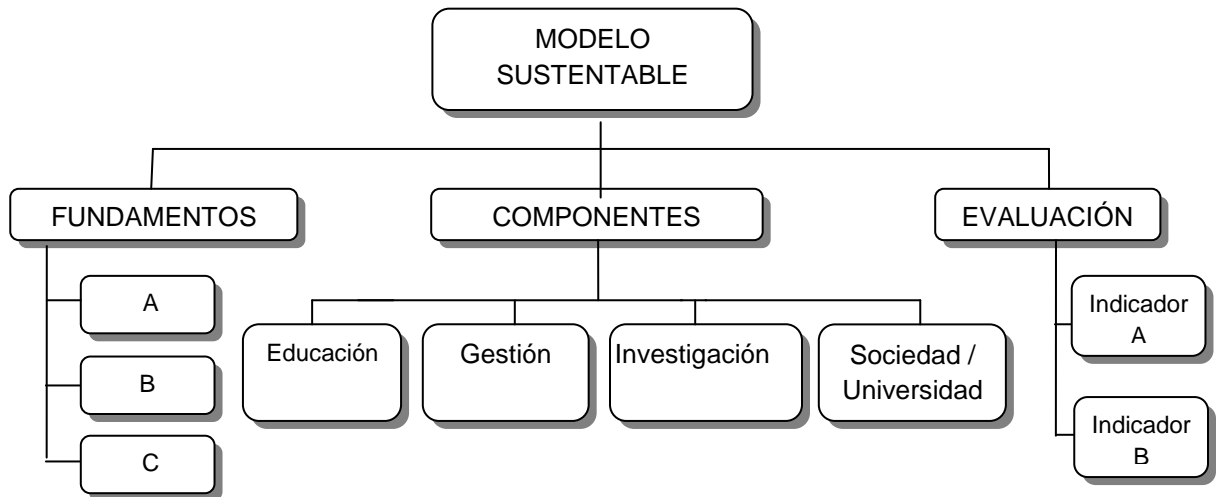 MODELO
SUSTENTABLE
FUNDAMENTOS
COMPONENTES
EVALUACIÓN
A
B
C
Educación
Gestión
Investigación
Sociedad /
Universidad
Indicador
A
Indicador
B